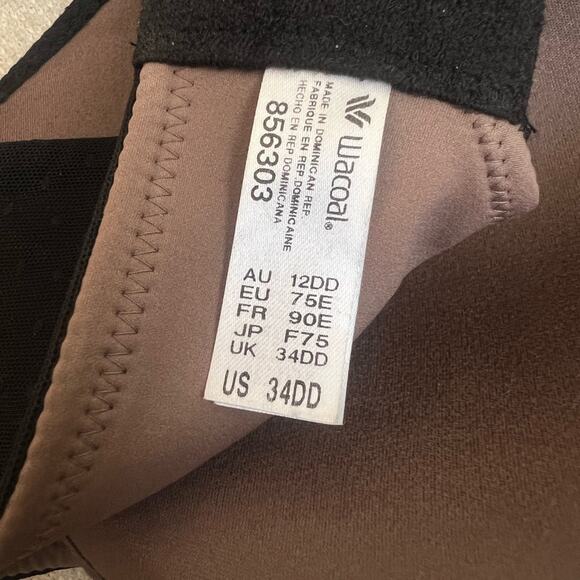 wacoal®
MADE IN DOMINICAN REP.
FABRIQUE EN REP.DOMINICAINE
HECHO EN REP DOMINICANA
856303
AU 12DD
EU 75E
FR 90E
JP F75
UK 34DD
US 34DD